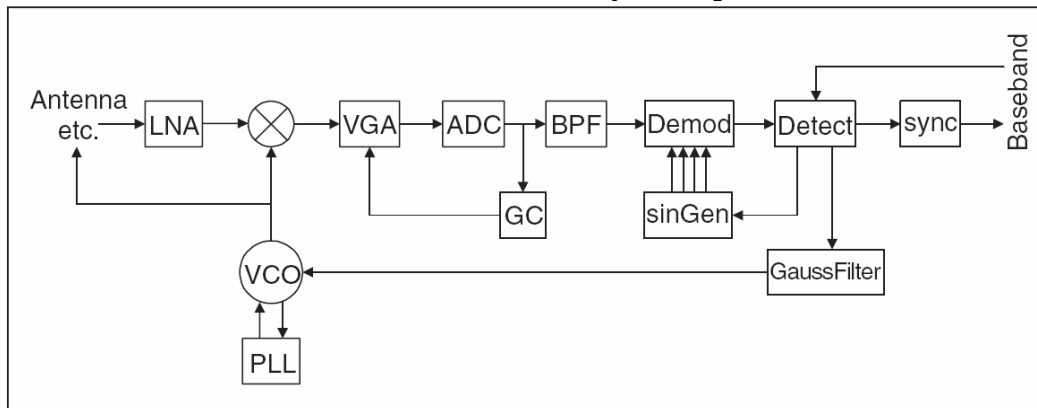 Antenna
etc.
LNA
VGA
ADC
BPF
Demod
Detect
sync
Baseband
GC
sinGen
VCO
GaussFilter
PLL